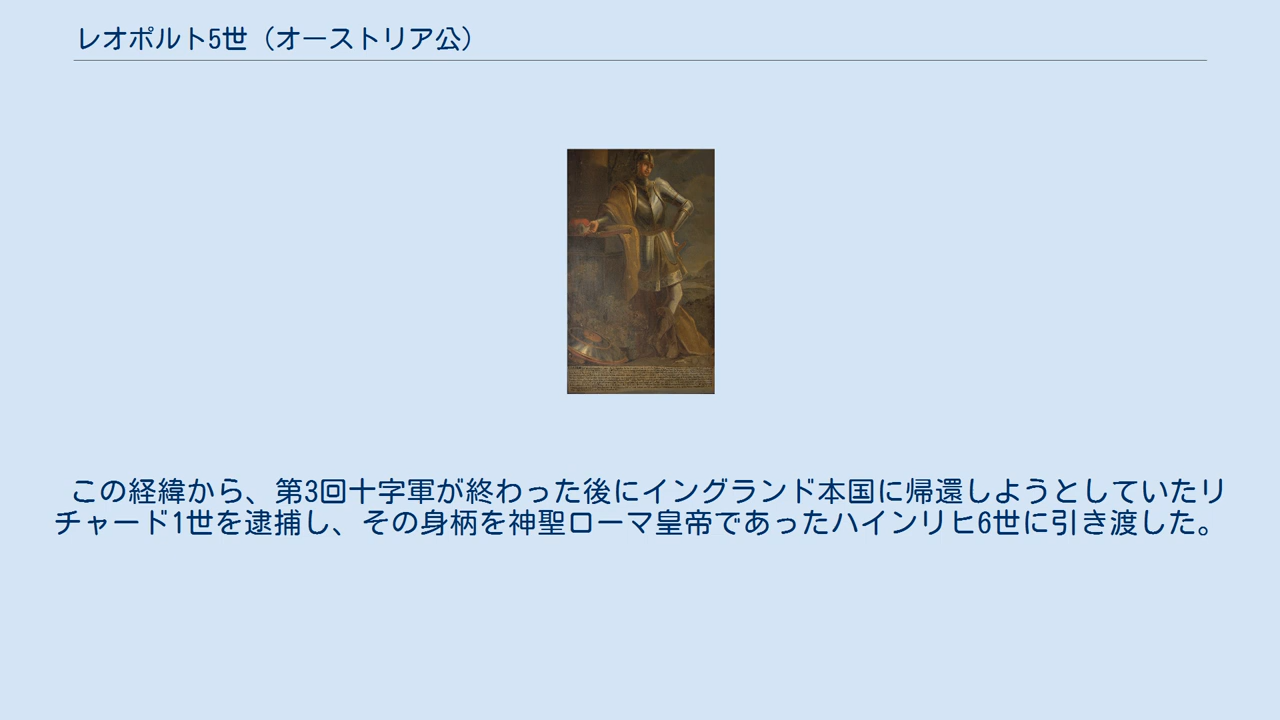 レオポルト5世（オーストリア公）
この経緯から、第3回十字軍が終わった後にイングランド本国に帰還しようとしていたリ
チャード1世を逮捕し、その身柄を神聖ローマ皇帝であったハインリヒ6世に引き渡した。